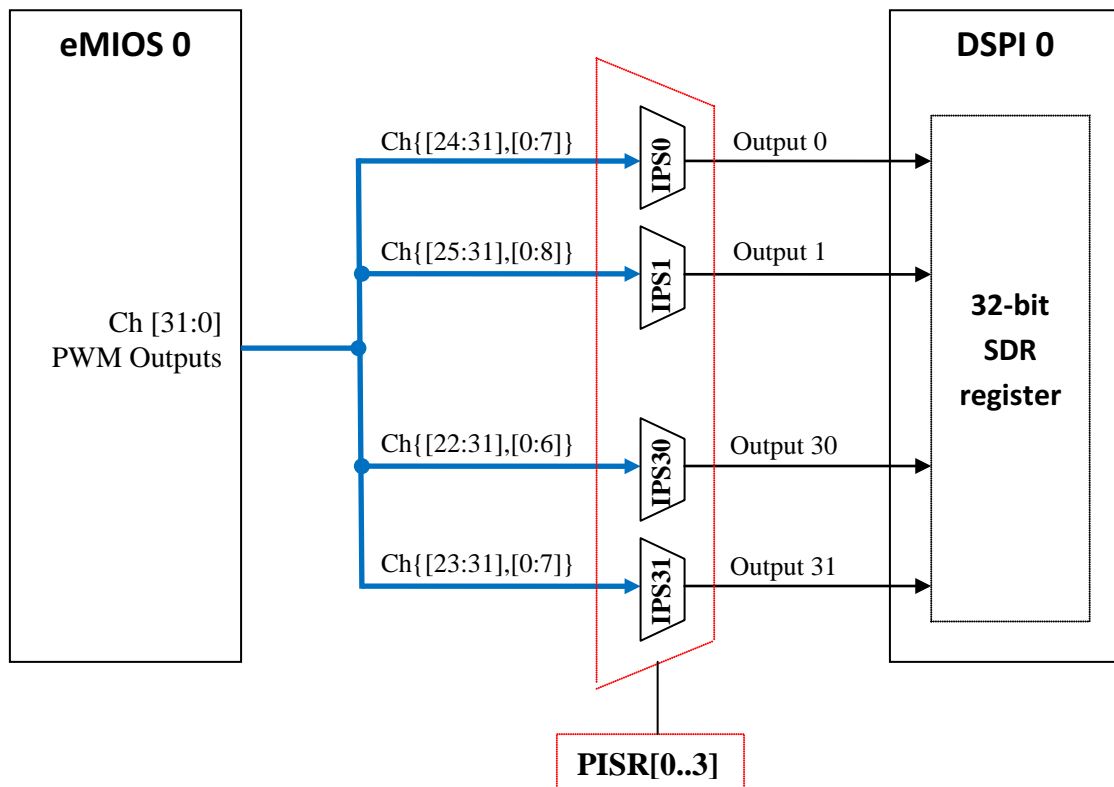 eMIOS 0
DSPI 0
Ch{[24:31],[0:7]}
IPS0
Output 0
Ch{[25:31],[0:8]}
IPS1
Output 1
Ch [31:0]
PWM Outputs
32-bit
SDR
register
Ch{[22:31],[0:6]}
IPS30
Output 30
Ch{[23:31],[0:7]}
IPS31
Output 31
PISR[0..3]